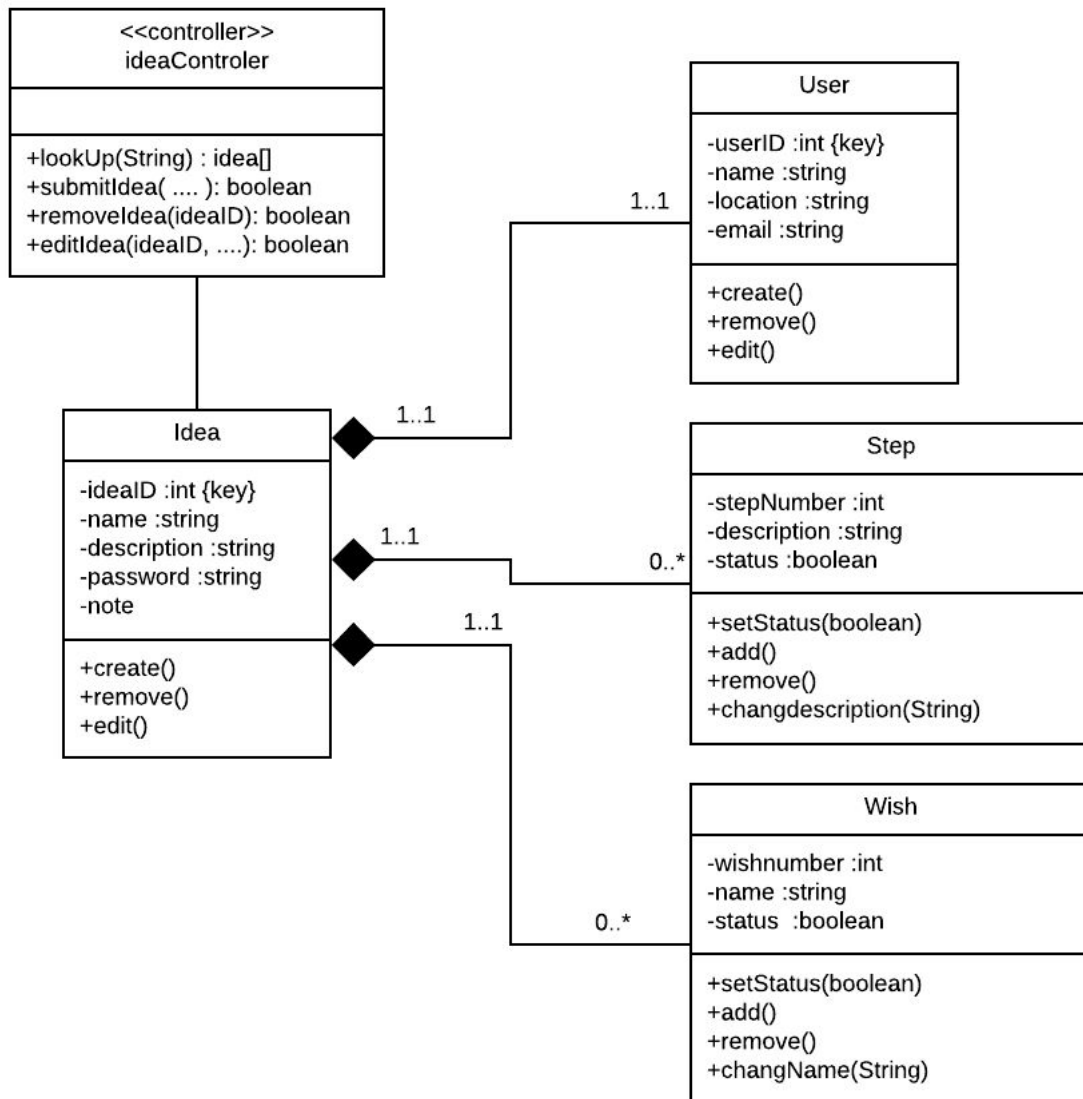 <<controller>>
ideaControler
+lookUp(String) : idea[]
+submitIdea( .... ): boolean
+removeIdea(ideaID): boolean
+editIdea(ideaID, ....): boolean
User
-userID :int {key}
-name :string
-location :string
-email :string
+create()
+remove()
+edit()
1..1
1..1
Idea
-ideaID :int {key}
-name :string
-description :string
-password :string
-note
+create()
+remove()
+edit()
1..1
0..*
Step
-stepNumber :int
-description :string
-status :boolean
+setStatus(boolean)
+add()
+remove()
+changdescription(String)
1..1
0..*
Wish
-wishnumber :int
-name :string
-status  :boolean
+setStatus(boolean)
+add()
+remove()
+changName(String)